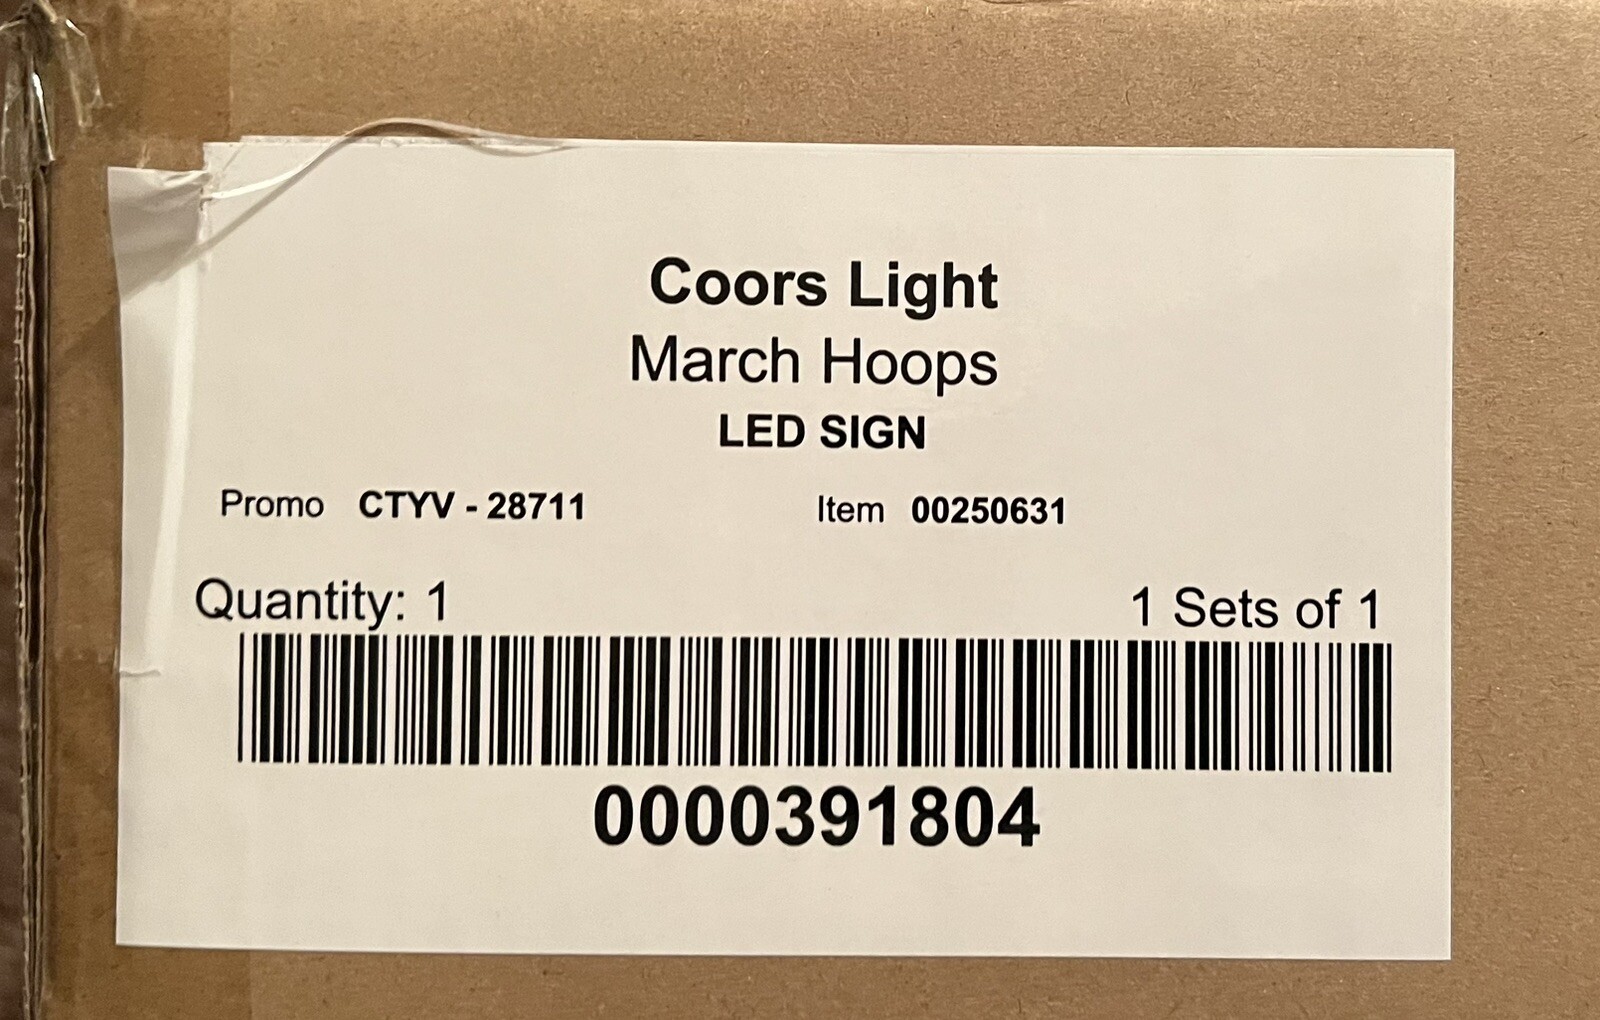 Coors Light
March Hoops
LED SIGN
Promo CTYV - 28711 Item 00250631
Quantity: 1 1 Sets of 1
0000391804